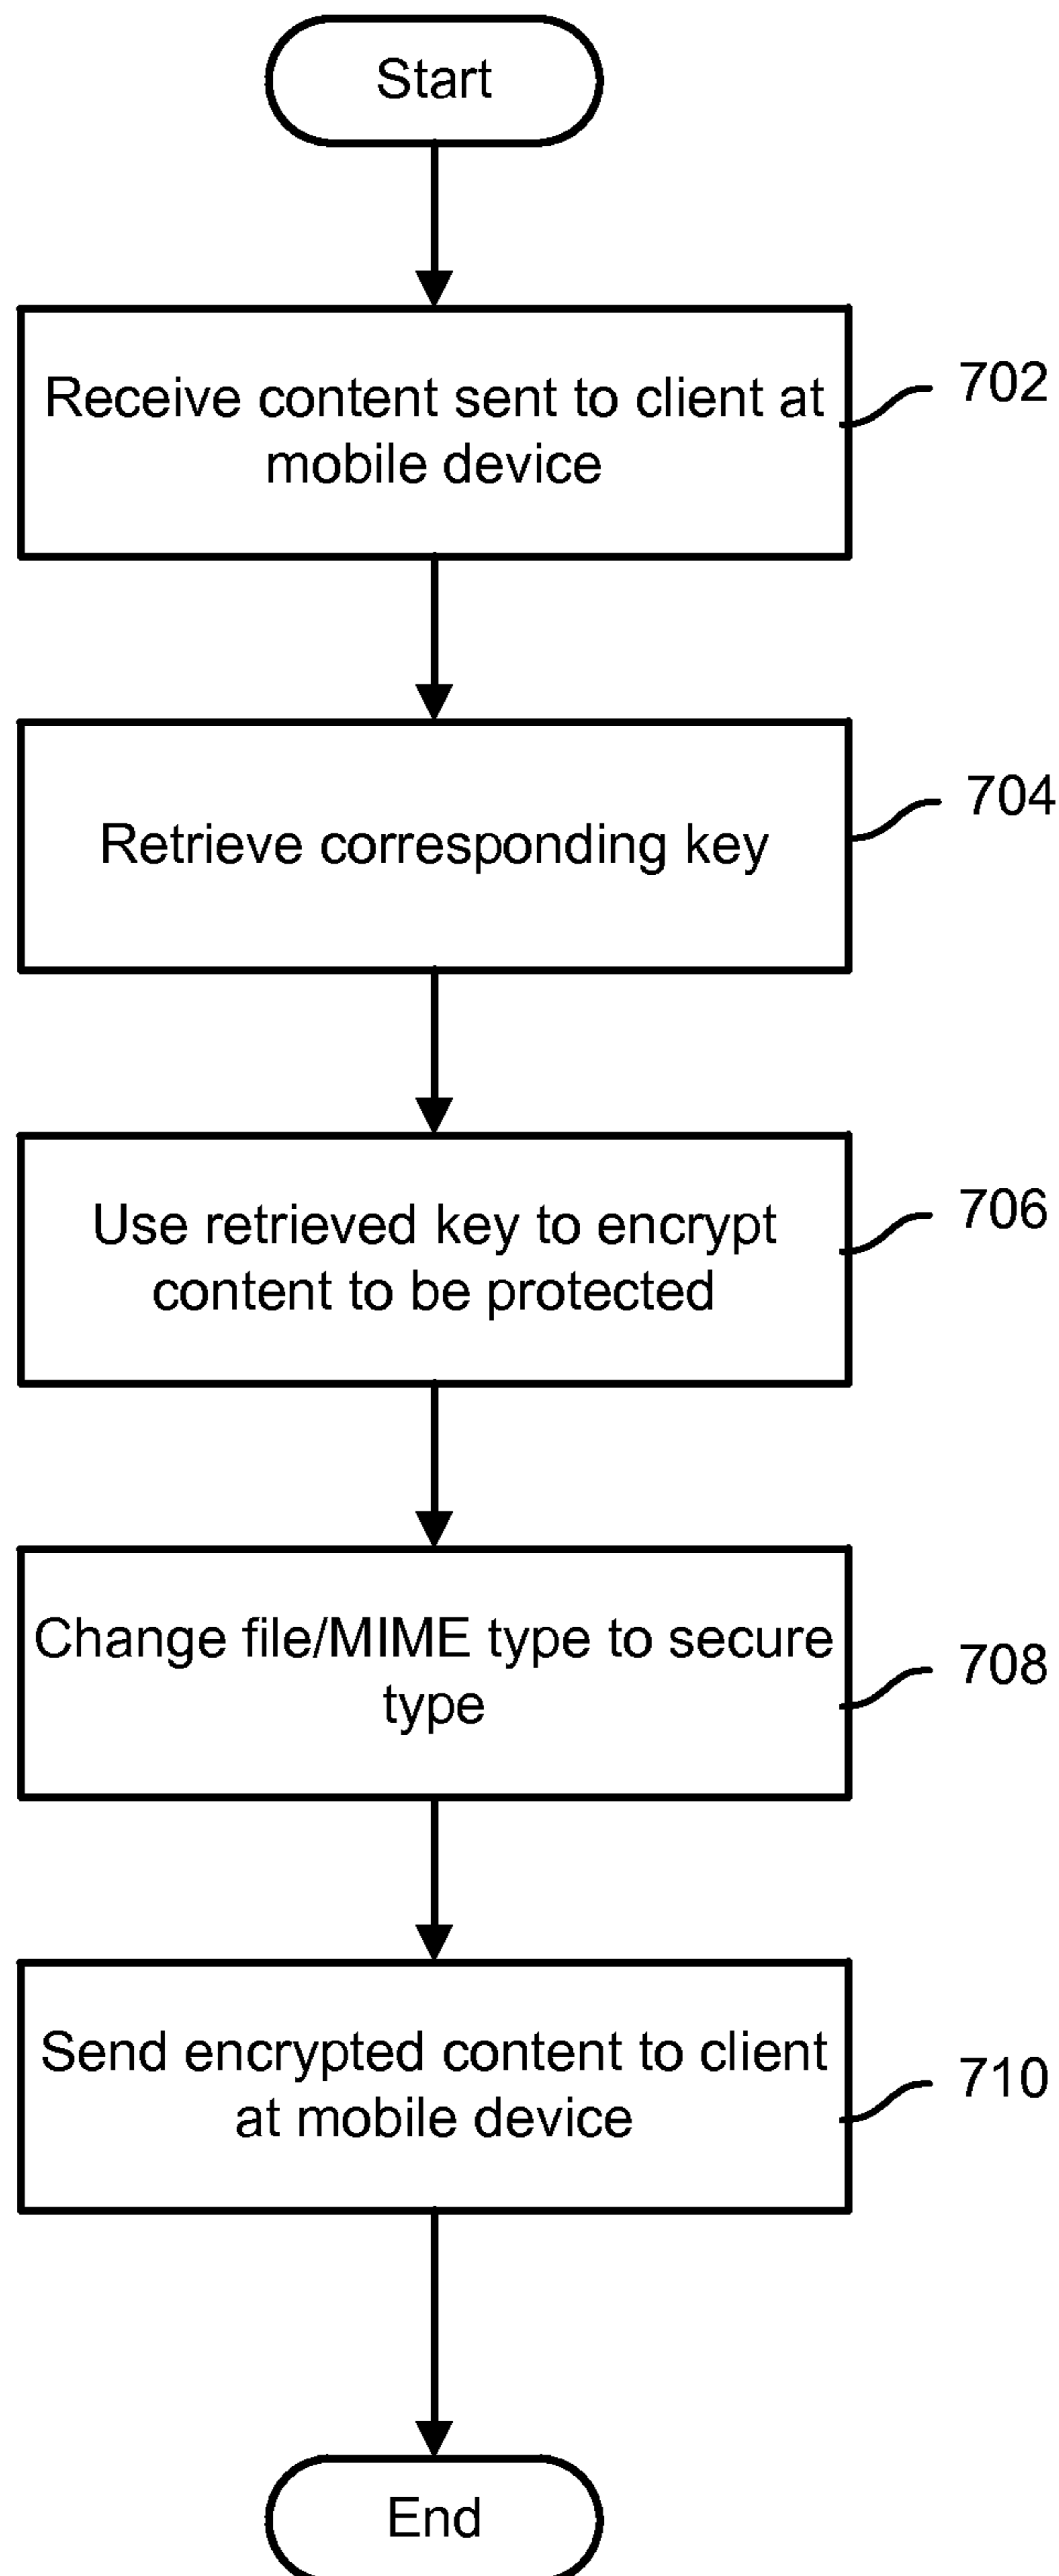 Start
Receive content sent to client at
mobile device
702
Retrieve corresponding key
704
Use retrieved key to encrypt
content to be protected
706
Change file/MIME type to secure
type
708
Send encrypted content to client
at mobile device
710
End